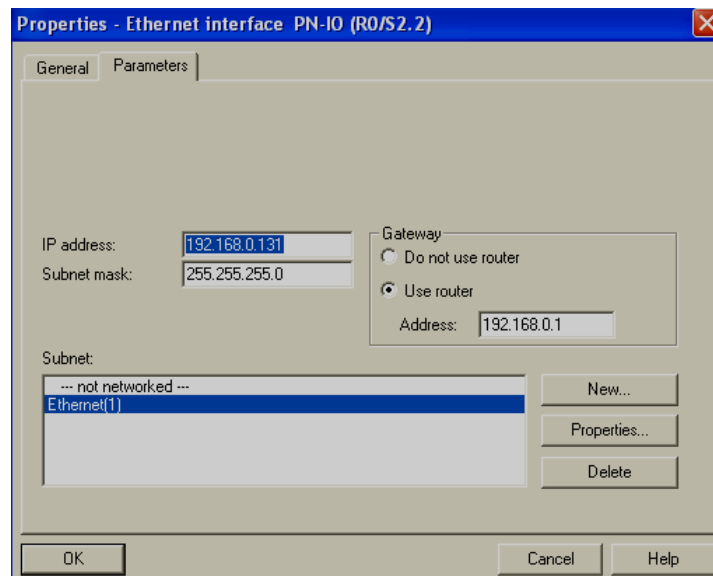 Properties - Ethernet interface PN-IO (R0/S2.2)
General
Parameters
IP address:
192.168.0.131
Subnet mask:
255.255.255.0
Gateway
Do not use router
Use router
Address:
192.168.0.1
Subnet:
--- not networked ---
Ethernet(1)
New...
Properties...
Delete
OK
Cancel
Help